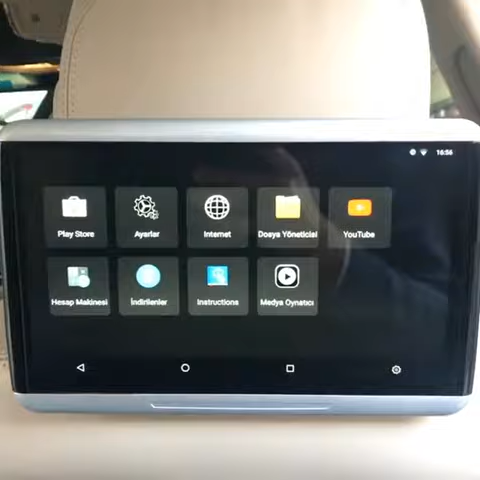 16:56
Play Store
Ayarlar
Internet
Dosya Yöneticisi
YouTube
Hesap Makinesi
İndirilenler
Instructions
Medya Oynatıcı